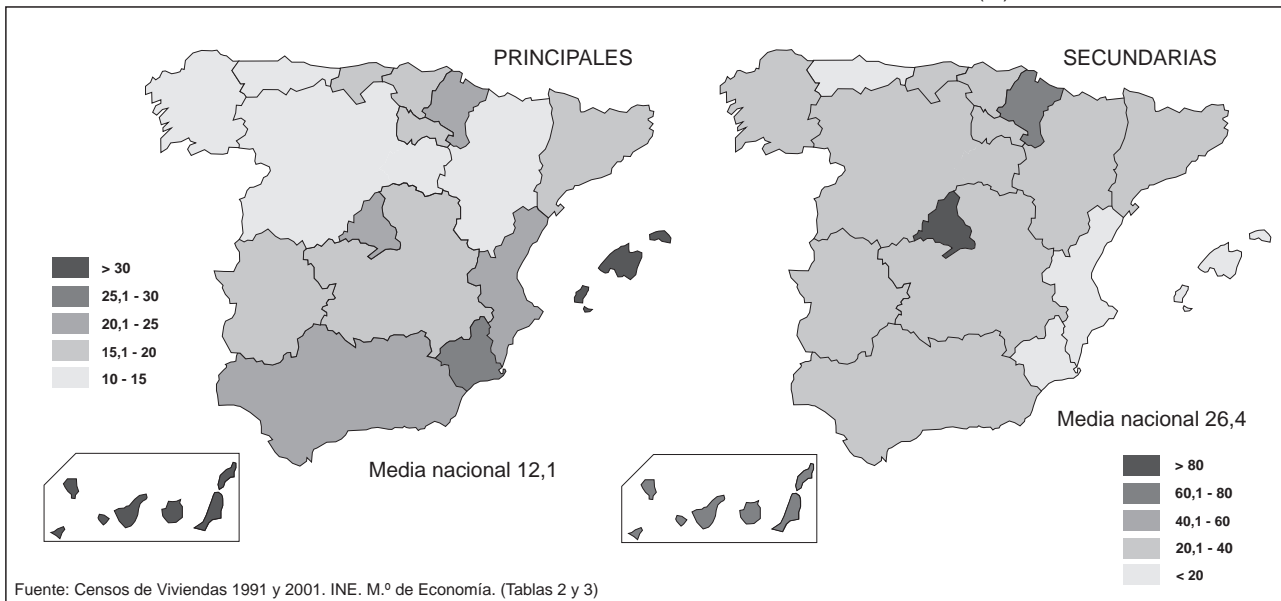 PRINCIPALES
> 30
25,1 - 30
20,1 - 25
15,1 - 20
10 - 15
Media nacional 12,1
SECUNDARIAS
Media nacional 26,4
> 80
60,1 - 80
40,1 - 60
20,1 - 40
< 20
Fuente: Censos de Viviendas 1991 y 2001. INE. M.º de Economía. (Tablas 2 y 3)